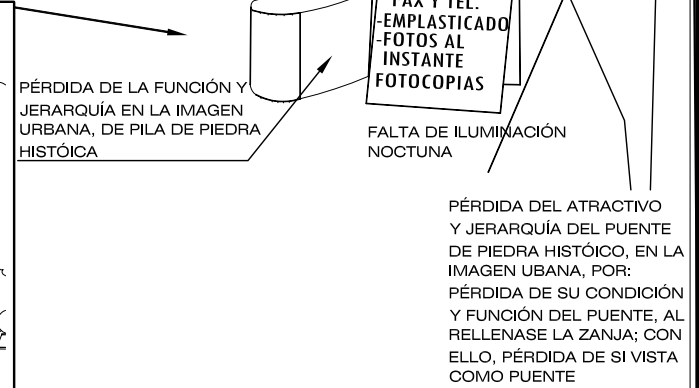 FAX Y TEL.
-EMPLASTICADO
-FOTOS AL
INSTANTE
FOTOCOPIAS
PÉRDIDA DE LA FUNCIÓN Y
JERARQUÍA EN LA IMAGEN
URBANA, DE PILA DE PIEDRA
HISTÓICA
FALTA DE ILUMINACIÓN
NOCTUNA
PÉRDIDA DEL ATRACTIVO
Y JERARQUÍA DEL PUENTE
DE PIEDRA HISTÓICO, EN LA
IMAGEN UBANA, POR:
PÉRDIDA DE SU CONDICIÓN
Y FUNCIÓN DEL PUENTE, AL
RELLENASE LA ZANJA; CON
ELLO, PÉRDIDA DE SI VISTA
COMO PUENTE